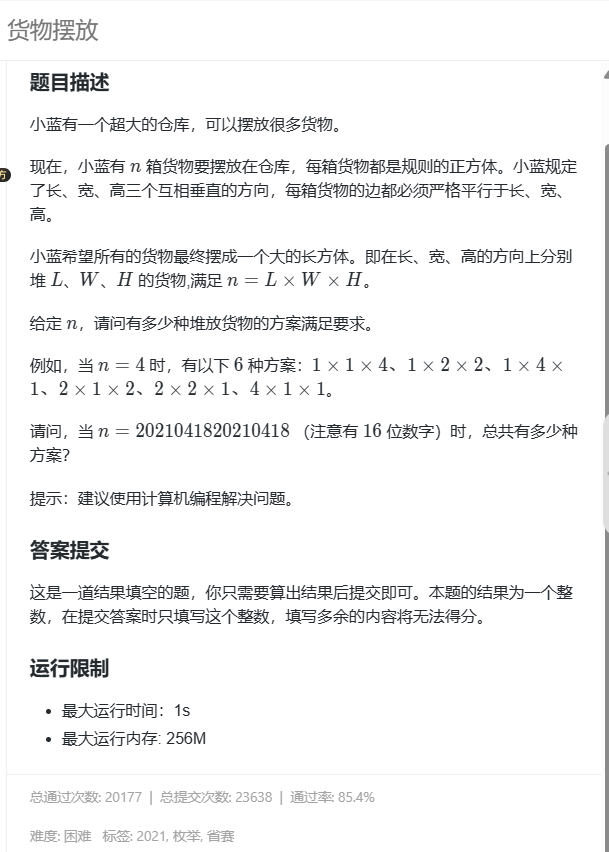 货物摆放
题目描述
小蓝有一个超大的仓库，可以摆放很多货物。
现在，小蓝有 n 箱货物要摆放在仓库，每箱货物都是规则的正方体。小蓝规定
了长、宽、高三个互相垂直的方向，每箱货物的边都必须严格平行于长、宽、
高。
小蓝希望所有的货物最终摆成一个大的长方体。即在长、宽、高的方向上分别
堆 L、W、H 的货物,满足 n = L × W × H。
给定 n，请问有多少种堆放货物的方案满足要求。
例如，当 n = 4 时，有以下 6 种方案：1 × 1 × 4、1 × 2 × 2、1 × 4 ×
1、2 × 1 × 2、2 × 2 × 1、4 × 1 × 1。
请问，当 n = 2021041820210418 （注意有 16 位数字）时，总共有多少种
方案？
提示：建议使用计算机编程解决问题。
答案提交
这是一道结果填空的题，你只需要算出结果后提交即可。本题的结果为一个整
数，在提交答案时只填写这个整数，填写多余的内容将无法得分。
运行限制
• 最大运行时间：1s
• 最大运行内存: 256M
总通过次数: 20177 | 总提交次数: 23638 | 通过率: 85.4%
难度: 困难 标签: 2021, 枚举, 省赛